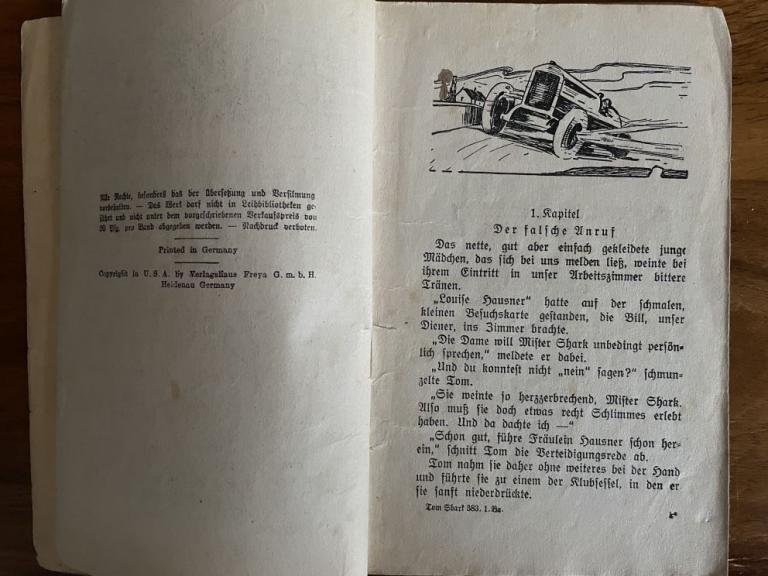 Alle Rechte, besonders das der Übersetzung und Verfilmung
vorbehalten. — Das Werk darf nicht in Leihbibliotheken ge-
führt und nicht unter dem vorgeschriebenen Verkaufspreis von
20 Pfg. pro Band abgegeben werden. — Nachdruck verboten.
Printed in Germany
Copyright in U. S. A. by Verlagshaus Freya G. m. b. H.
Heidenau Germany
1. Kapitel
Der falsche Anruf
Das nette, gut aber einfach gekleidete junge
Mädchen, das sich bei uns melden ließ, weinte bei
ihrem Eintritt in unser Arbeitszimmer bittere
Tränen.
„Louise Hausner" hatte auf der schmalen,
kleinen Besuchskarte gestanden, die Bill, unser
Diener, ins Zimmer brachte.
„Die Dame will Mister Shark unbedingt persön-
lich sprechen," meldete er dabei.
„Und du konntest nicht „nein" sagen?" schmun-
zelte Tom.
„Sie weinte so herzzerbrechend, Mister Shark.
Also muß sie doch etwas recht Schlimmes erlebt
haben. Und da dachte ich —"
„Schon gut, führe Fräulein Hausner schon her-
ein," schnitt Tom die Verteidigungsrede ab.
Tom nahm sie daher ohne weiteres bei der Hand
und führte sie zu einem der Klubsessel, in den er
sie sanft niederdrückte.
Tom Shark 383, 1. Bg.